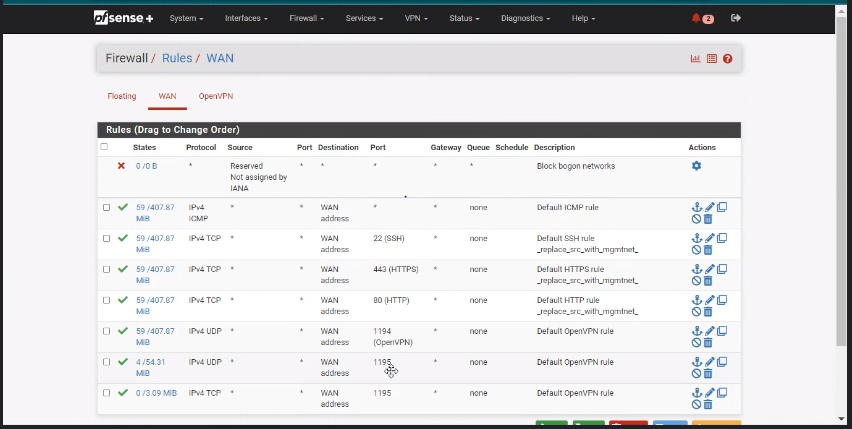 pfsense + System Interfaces Firewall Services VPN Status Diagnostics Help 2
Firewall / Rules / WAN
Floating WAN OpenVPN
Rules (Drag to Change Order)
States Protocol Source Port Destination Port Gateway Queue Schedule Description Actions
0 /0 B * Reserved * * * * * Block bogon networks
Not assigned by
IANA
59 /407.87 IPv4 * * WAN * * none Default ICMP rule
MiB ICMP address
59 /407.87 IPv4 TCP * * WAN 22 (SSH) * none Default SSH rule
MiB address _replace_src_with_mgmtnet_
59 /407.87 IPv4 TCP * * WAN 443 (HTTPS) * none Default HTTPS rule
MiB address _replace_src_with_mgmtnet_
59 /407.87 IPv4 TCP * * WAN 80 (HTTP) * none Default HTTP rule
MiB address _replace_src_with_mgmtnet_
59 /407.87 IPv4 UDP * * WAN 1194 * none Default OpenVPN rule
MiB address (OpenVPN)
4 /54.31 IPv4 UDP * * WAN 1195 * none Default OpenVPN rule
MiB address
0 /3.09 MiB IPv4 TCP * * WAN 1195 * none Default OpenVPN rule
address